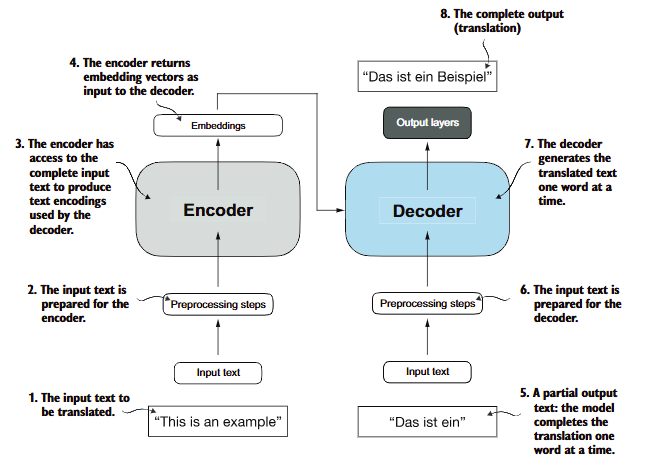 8. The complete output
(translation)
4. The encoder returns
embedding vectors as
input to the decoder.
“Das ist ein Beispiel”
Embeddings
Output layers
3. The encoder has
access to the
complete input
text to produce
text encodings
used by the
decoder.
Encoder
Decoder
7. The decoder
generates the
translated text
one word at a
time.
2. The input text is
prepared for the
encoder.
Preprocessing steps
Preprocessing steps
6. The input text is
prepared for the
decoder.
Input text
Input text
1. The input text to
be translated.
“This is an example”
“Das ist ein”
5. A partial output
text: the model
completes the
translation one
word at a time.